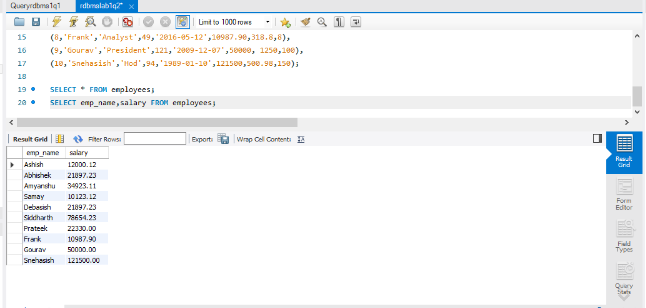 Queryrdbms1q1 rdbmslab1q2*
Limit to 1000 rows
15 (8,'Frank','Analyst',49,'2016-05-12',10987.90,318.8,8),
16 (9,'Gourav','President',121,'2009-12-07',50000, 1250,100),
17 (10,'Snehasish','Hod',94,'1989-01-10',121500,500.98,150);
18
19 SELECT * FROM employees;
20 SELECT emp_name,salary FROM employees;
Result Grid Filter Rows: Export: Wrap Cell Content:
emp_name salary
Ashish 12000.12
Abhishek 21897.23
Amyanshu 34923.11
Samay 10123.12
Debasish 21897.23
Siddharth 78654.23
Prateek 22330.00
Frank 10987.90
Gourav 50000.00
Snehasish 121500.00
Result
Grid
Form
Editor
Field
Types
Query
Stats